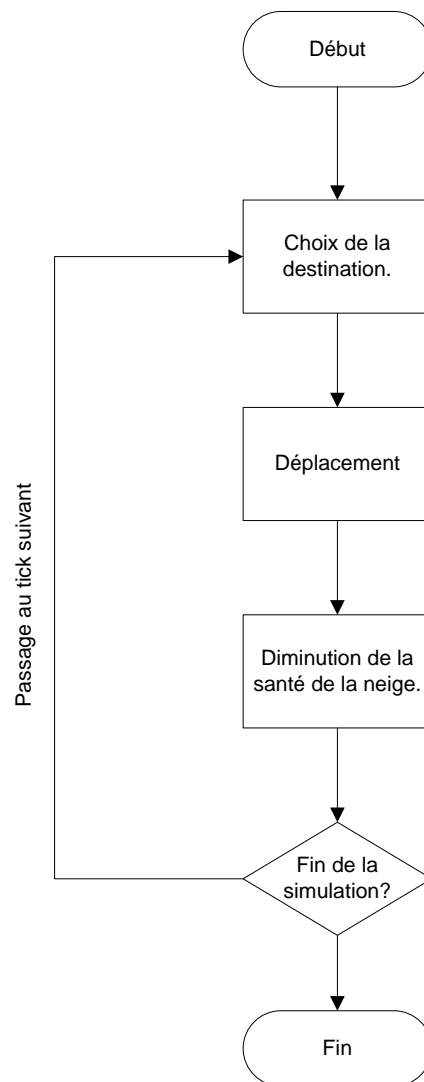 Début
Choix de la
destination.
Déplacement
Passage au tick suivant
Diminution de la
santé de la neige.
Fin de la
simulation?
Fin